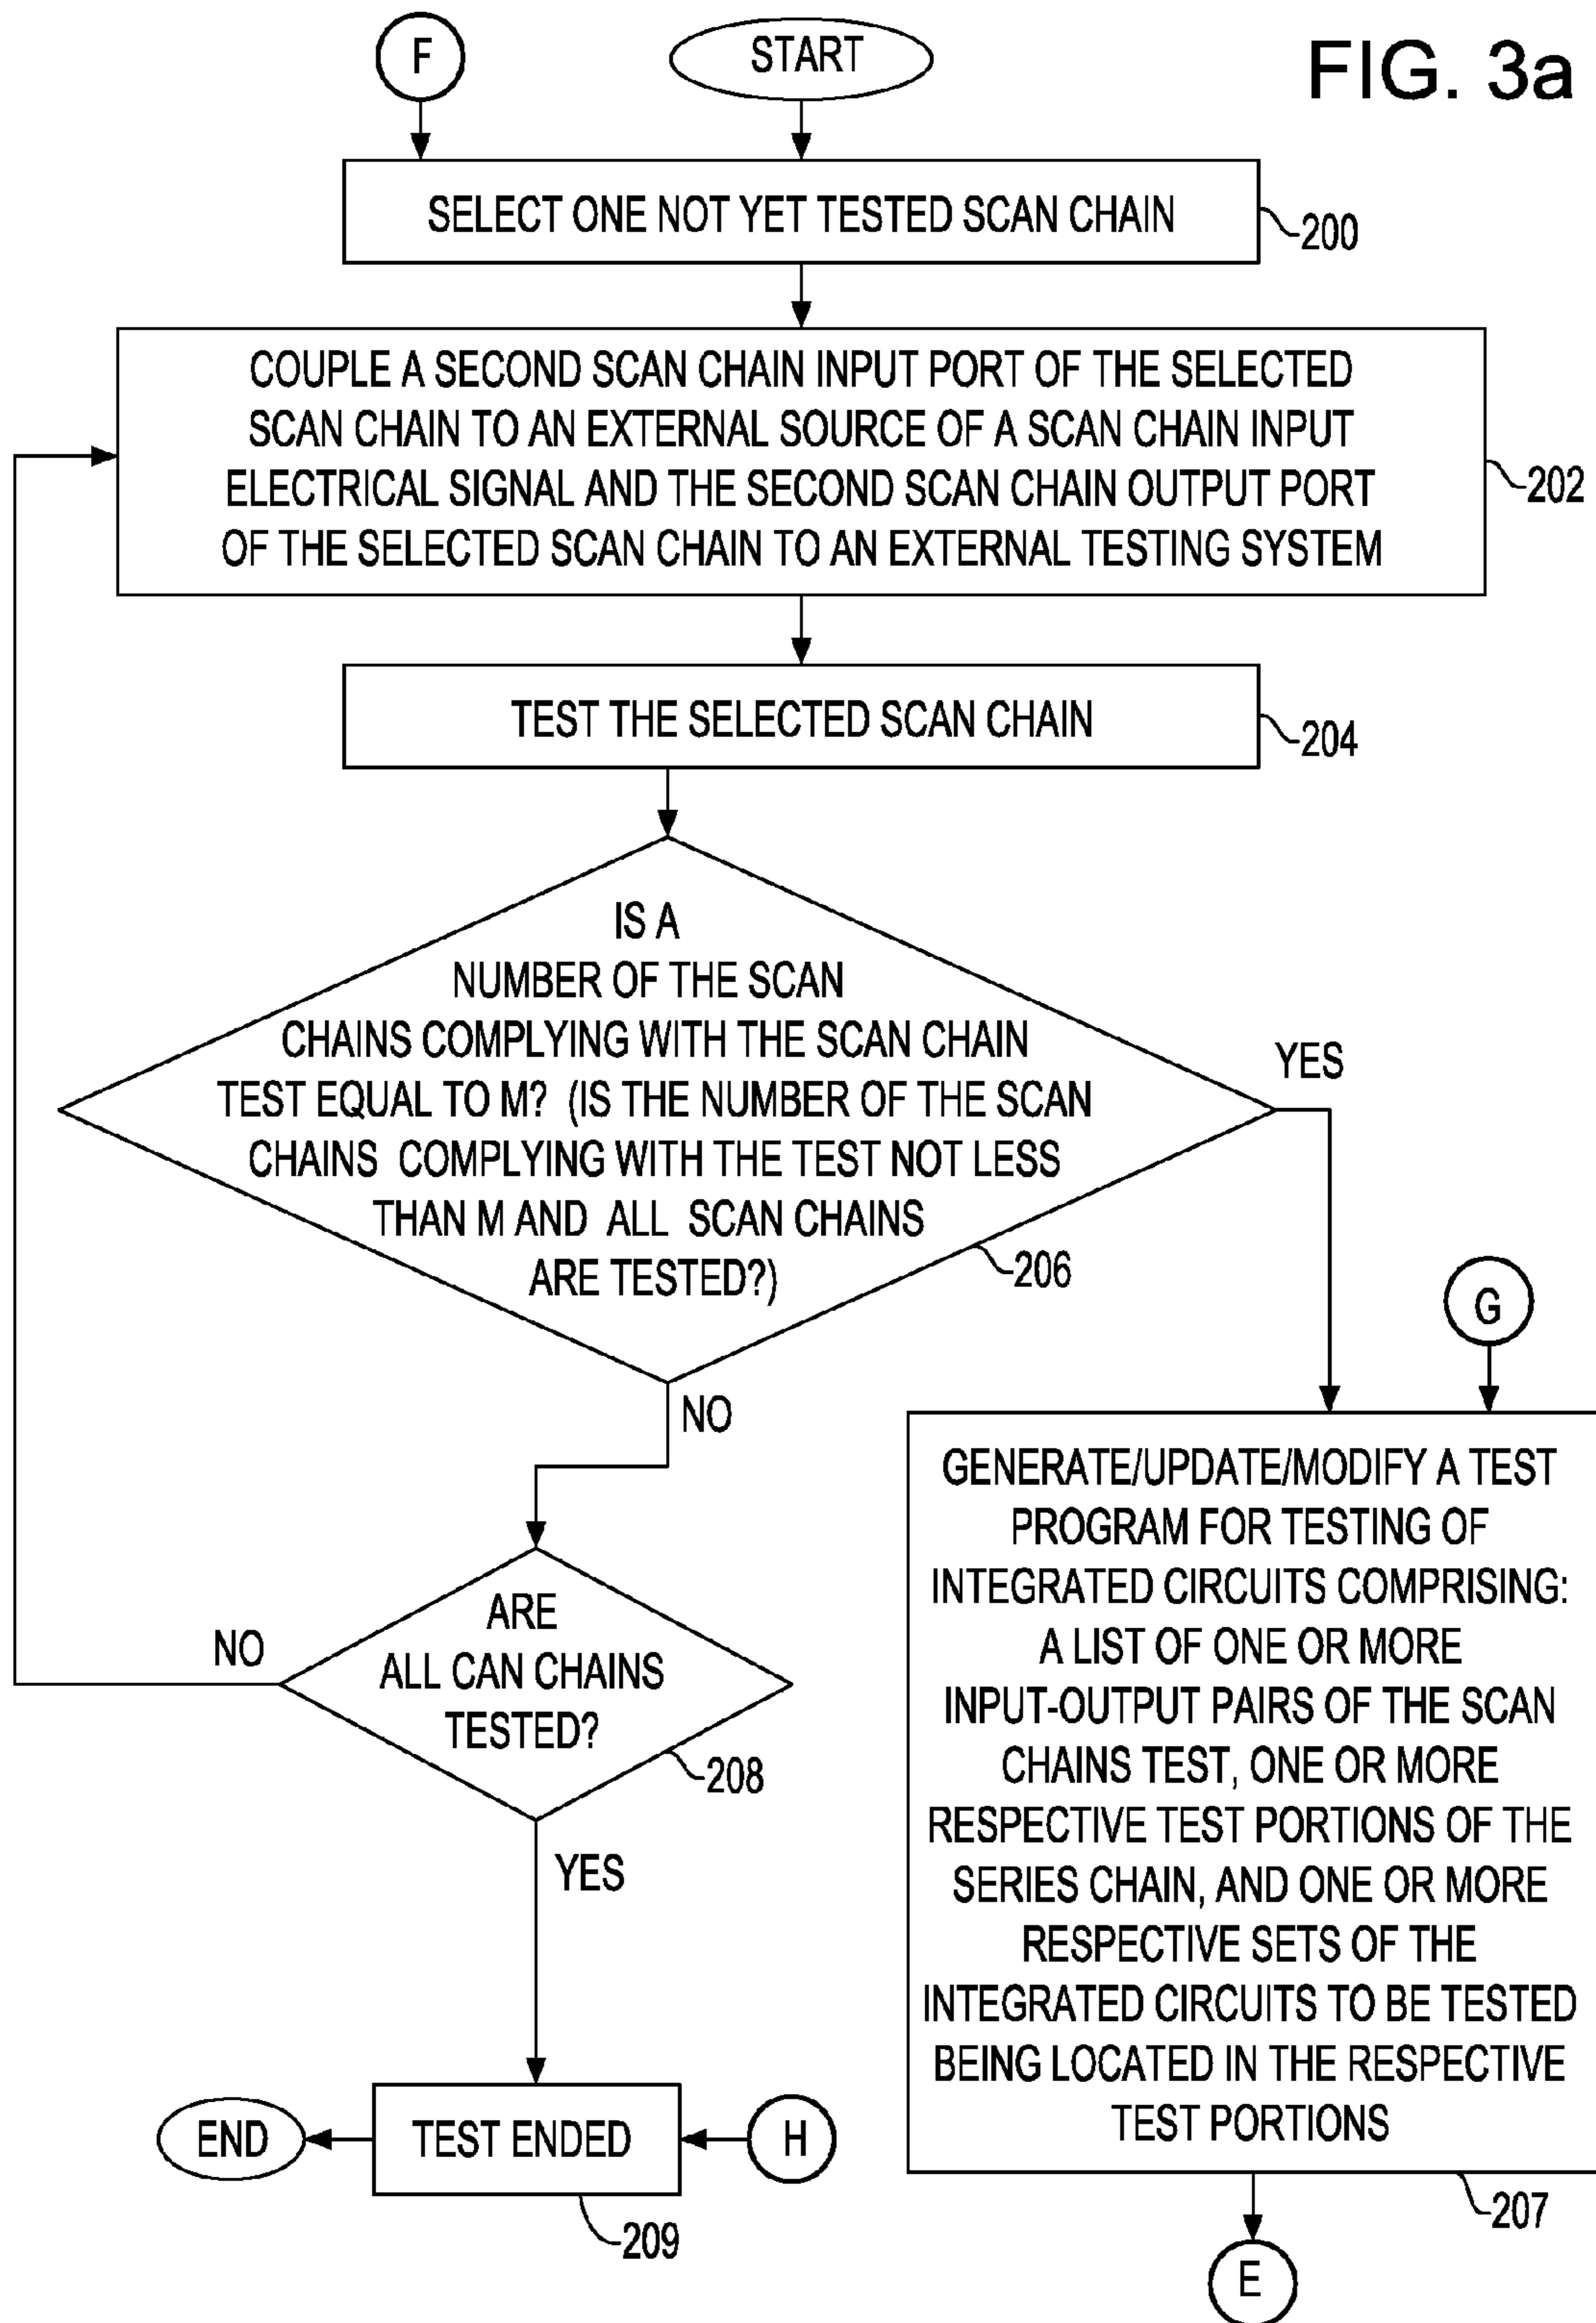 FIG. 3a
F
START
SELECT ONE NOT YET TESTED SCAN CHAIN
200
COUPLE A SECOND SCAN CHAIN INPUT PORT OF THE SELECTED
SCAN CHAIN TO AN EXTERNAL SOURCE OF A SCAN CHAIN INPUT
ELECTRICAL SIGNAL AND THE SECOND SCAN CHAIN OUTPUT PORT
OF THE SELECTED SCAN CHAIN TO AN EXTERNAL TESTING SYSTEM
202
TEST THE SELECTED SCAN CHAIN
204
IS A
NUMBER OF THE SCAN
CHAINS COMPLYING WITH THE SCAN CHAIN
TEST EQUAL TO M? (IS THE NUMBER OF THE SCAN
CHAINS COMPLYING WITH THE TEST NOT LESS
THAN M AND ALL SCAN CHAINS
ARE TESTED?)
206
YES
NO
G
GENERATE/UPDATE/MODIFY A TEST
PROGRAM FOR TESTING OF
INTEGRATED CIRCUITS COMPRISING:
A LIST OF ONE OR MORE
INPUT-OUTPUT PAIRS OF THE SCAN
CHAINS TEST, ONE OR MORE
RESPECTIVE TEST PORTIONS OF THE
SERIES CHAIN, AND ONE OR MORE
RESPECTIVE SETS OF THE
INTEGRATED CIRCUITS TO BE TESTED
BEING LOCATED IN THE RESPECTIVE
TEST PORTIONS
207
E
ARE
ALL CAN CHAINS
TESTED?
208
NO
YES
TEST ENDED
209
END
H